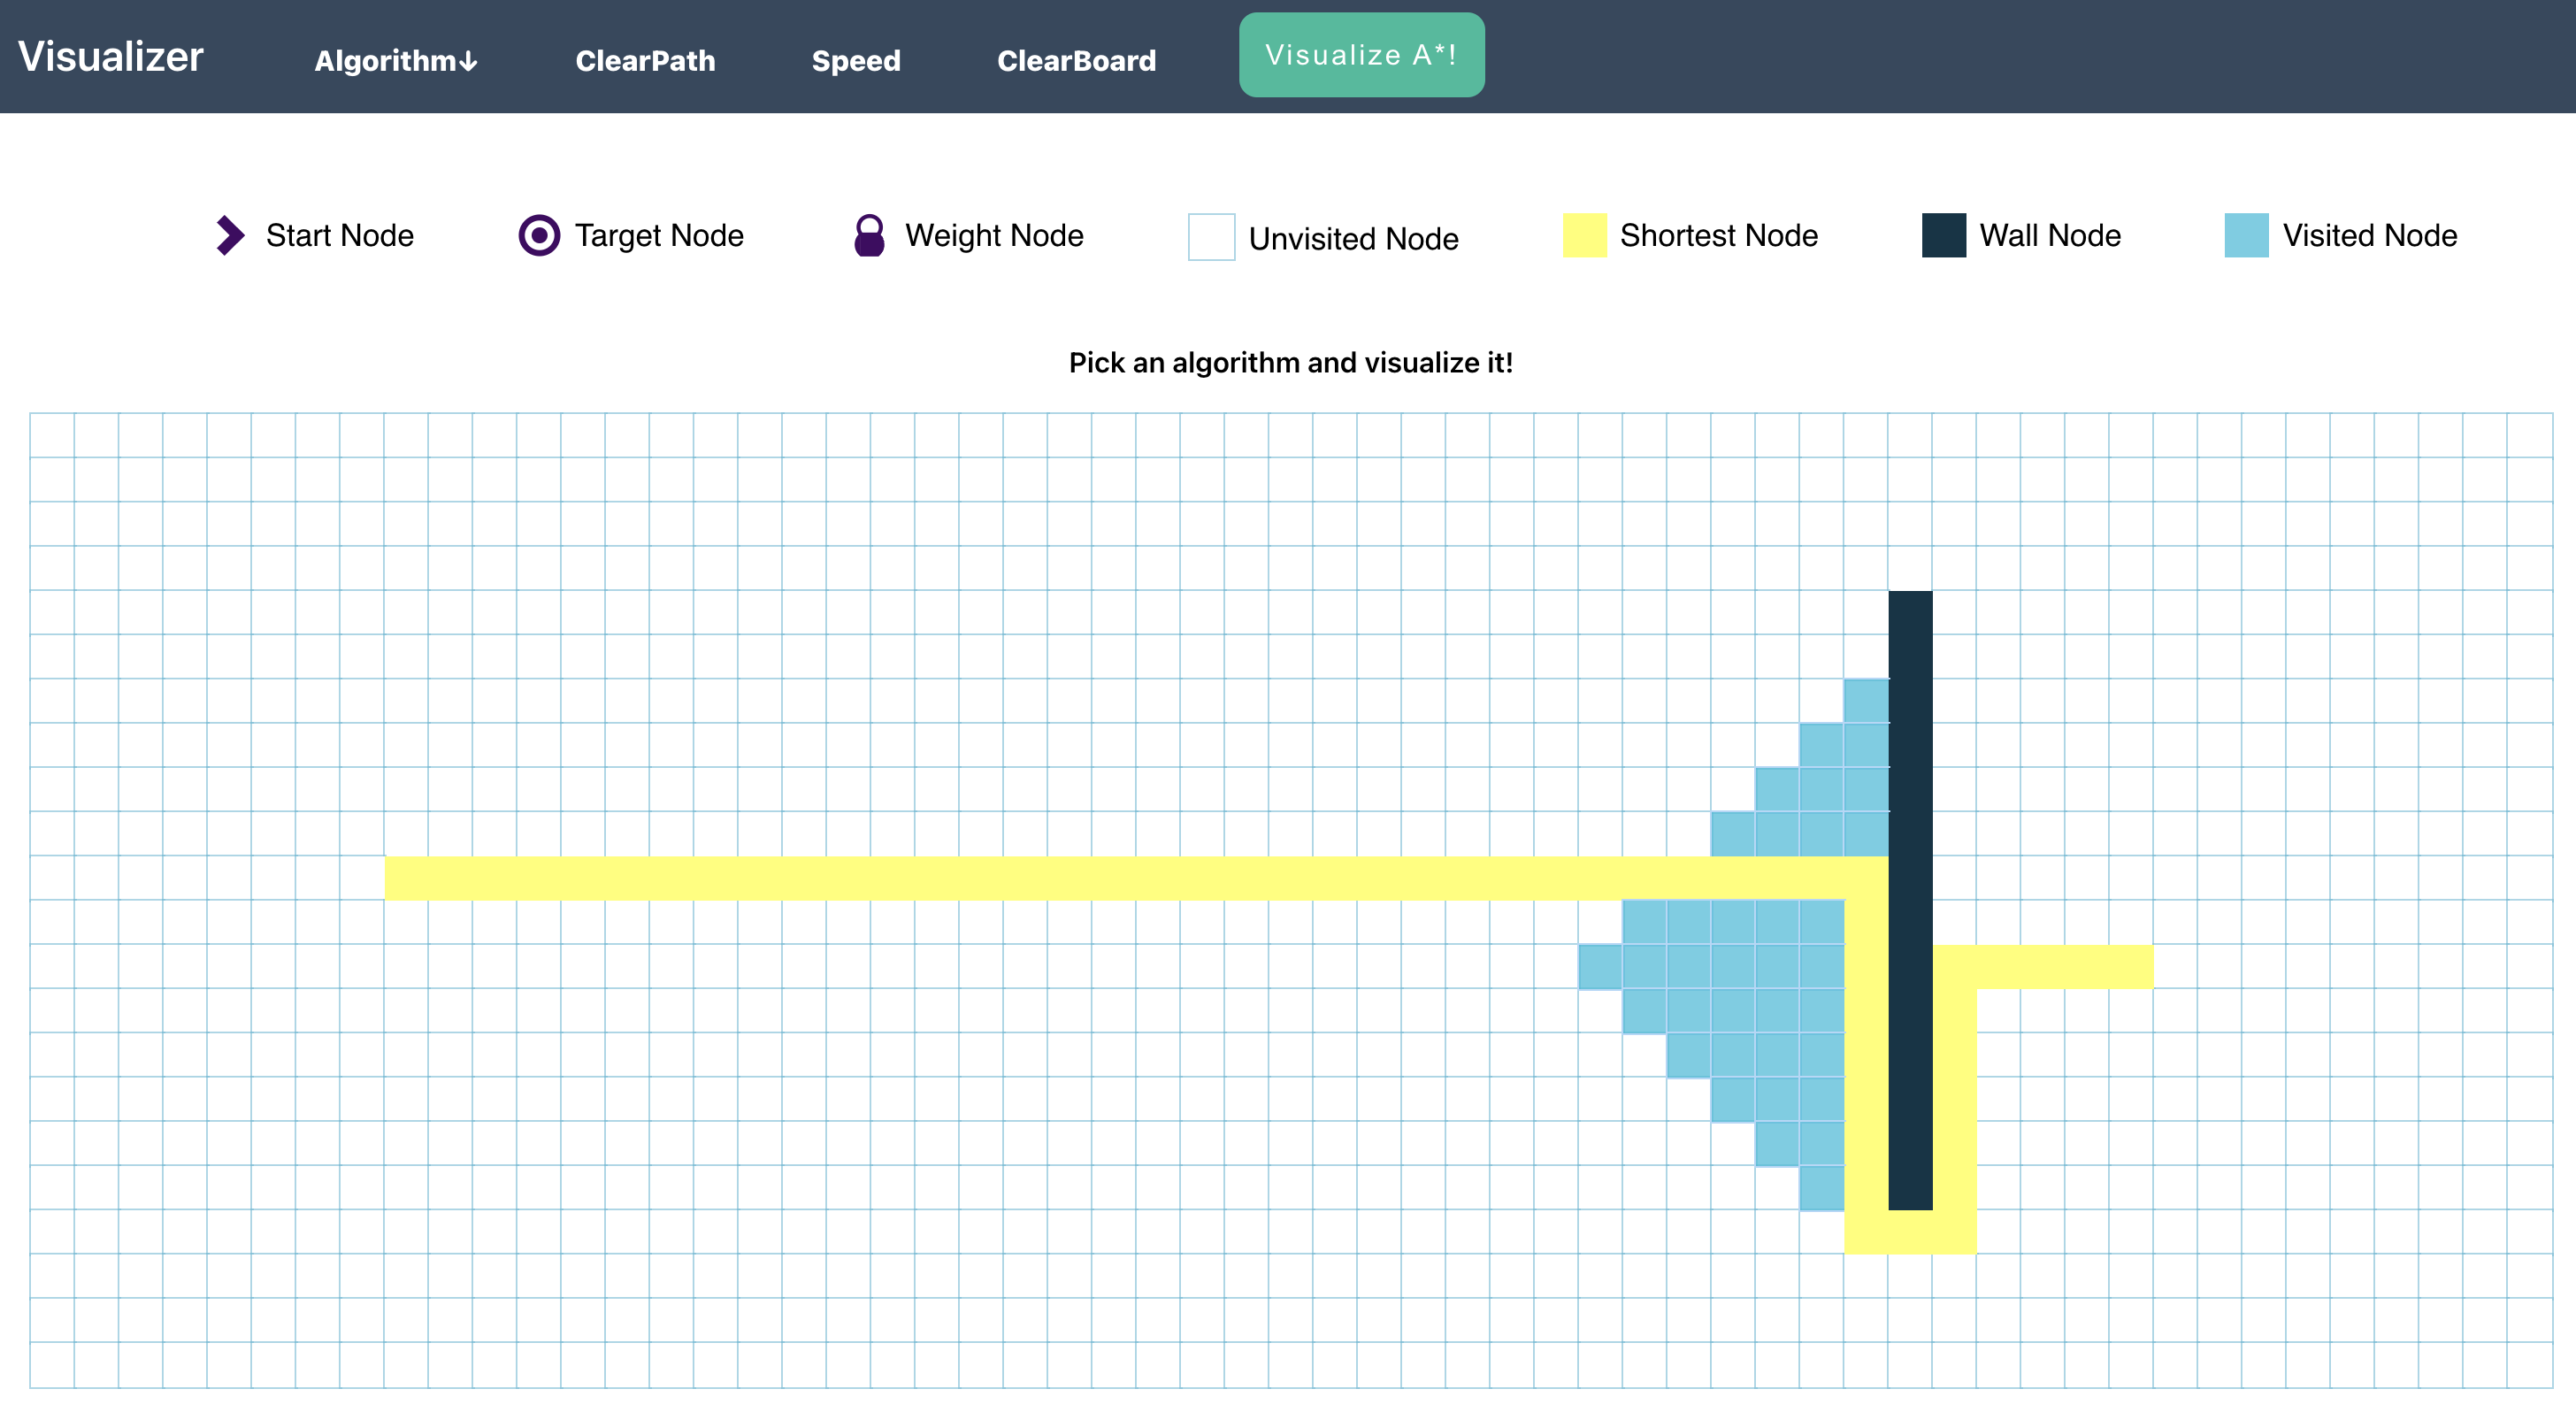 Visualizer Algorithm↓ ClearPath Speed ClearBoard Visualize A*!
Start Node Target Node Weight Node Unvisited Node Shortest Node Wall Node Visited Node
Pick an algorithm and visualize it!